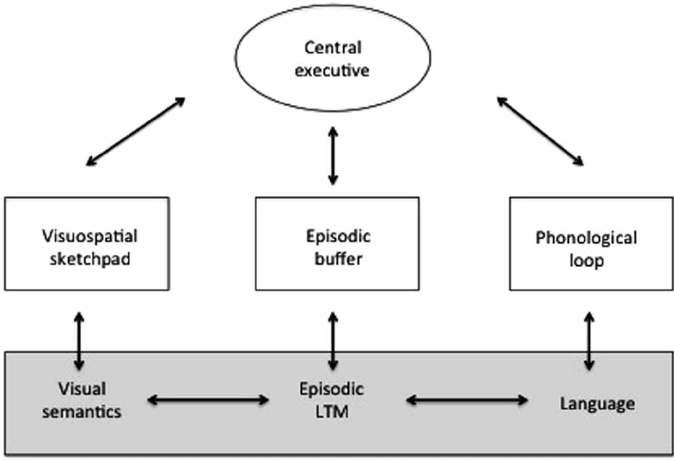 Central
executive
Visuospatial
sketchpad
Episodic
buffer
Phonological
loop
Visual
semantics
Episodic
LTM
Language